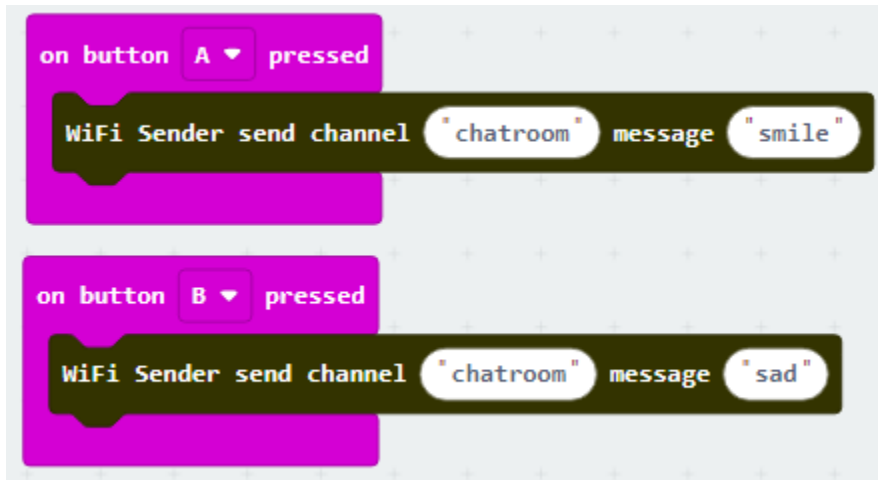 on button A pressed
WiFi Sender send channel "chatroom" message "smile"
on button B pressed
WiFi Sender send channel "chatroom" message "sad"